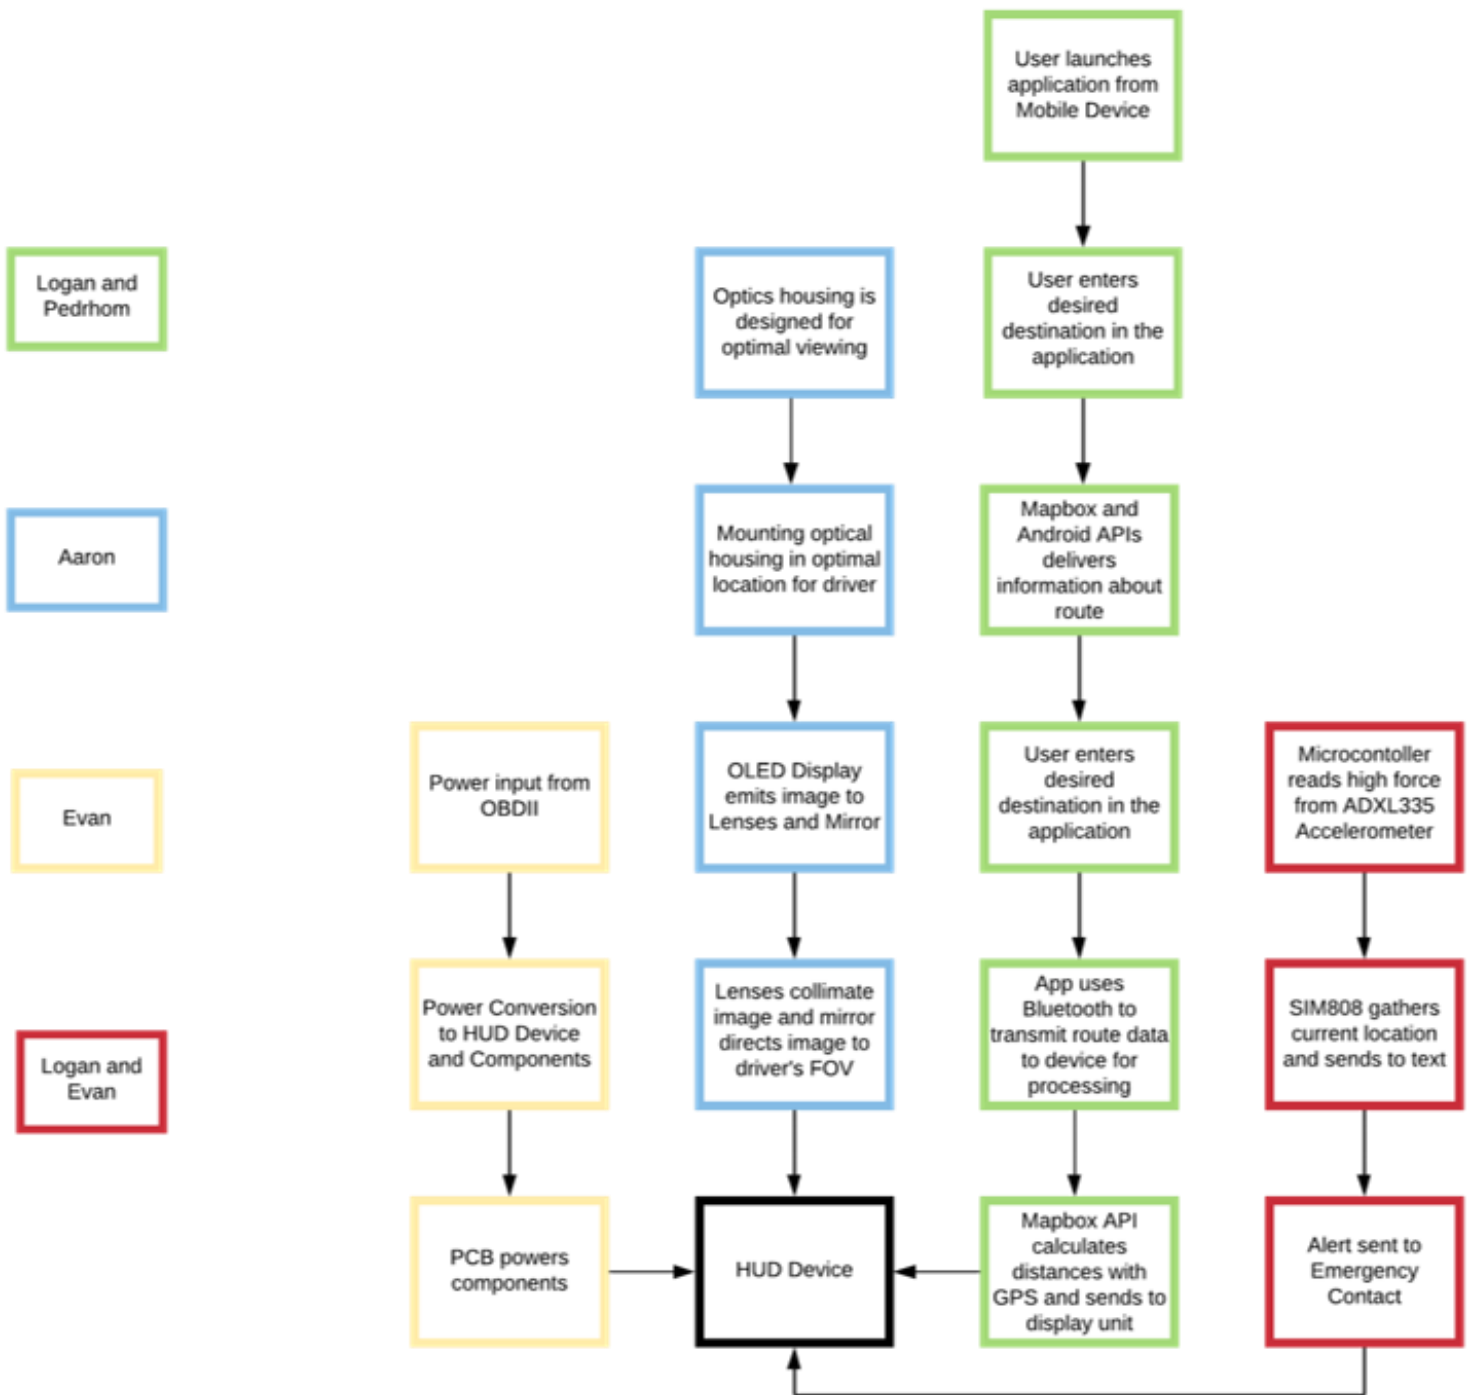 User launches
application from
Mobile Device
Logan and
Pedrhom
Optics housing is
designed for
optimal viewing
User enters
desired
destination in the
application
Aaron
Mounting optical
housing in optimal
location for driver
Mapbox and
Android APIs
delivers
information about
route
Evan
Power input from
OBDII
OLED Display
emits image to
Lenses and Mirror
User enters
desired
destination in the
application
Microcontoller
reads high force
from ADXL335
Accelerometer
Logan and
Evan
Power Conversion
to HUD Device
and Components
Lenses collimate
image and mirror
directs image to
driver's FOV
App uses
Bluetooth to
transmit route data
to device for
processing
SIM808 gathers
current location
and sends to text
PCB powers
components
HUD Device
Mapbox API
calculates
distances with
GPS and sends to
display unit
Alert sent to
Emergency
Contact